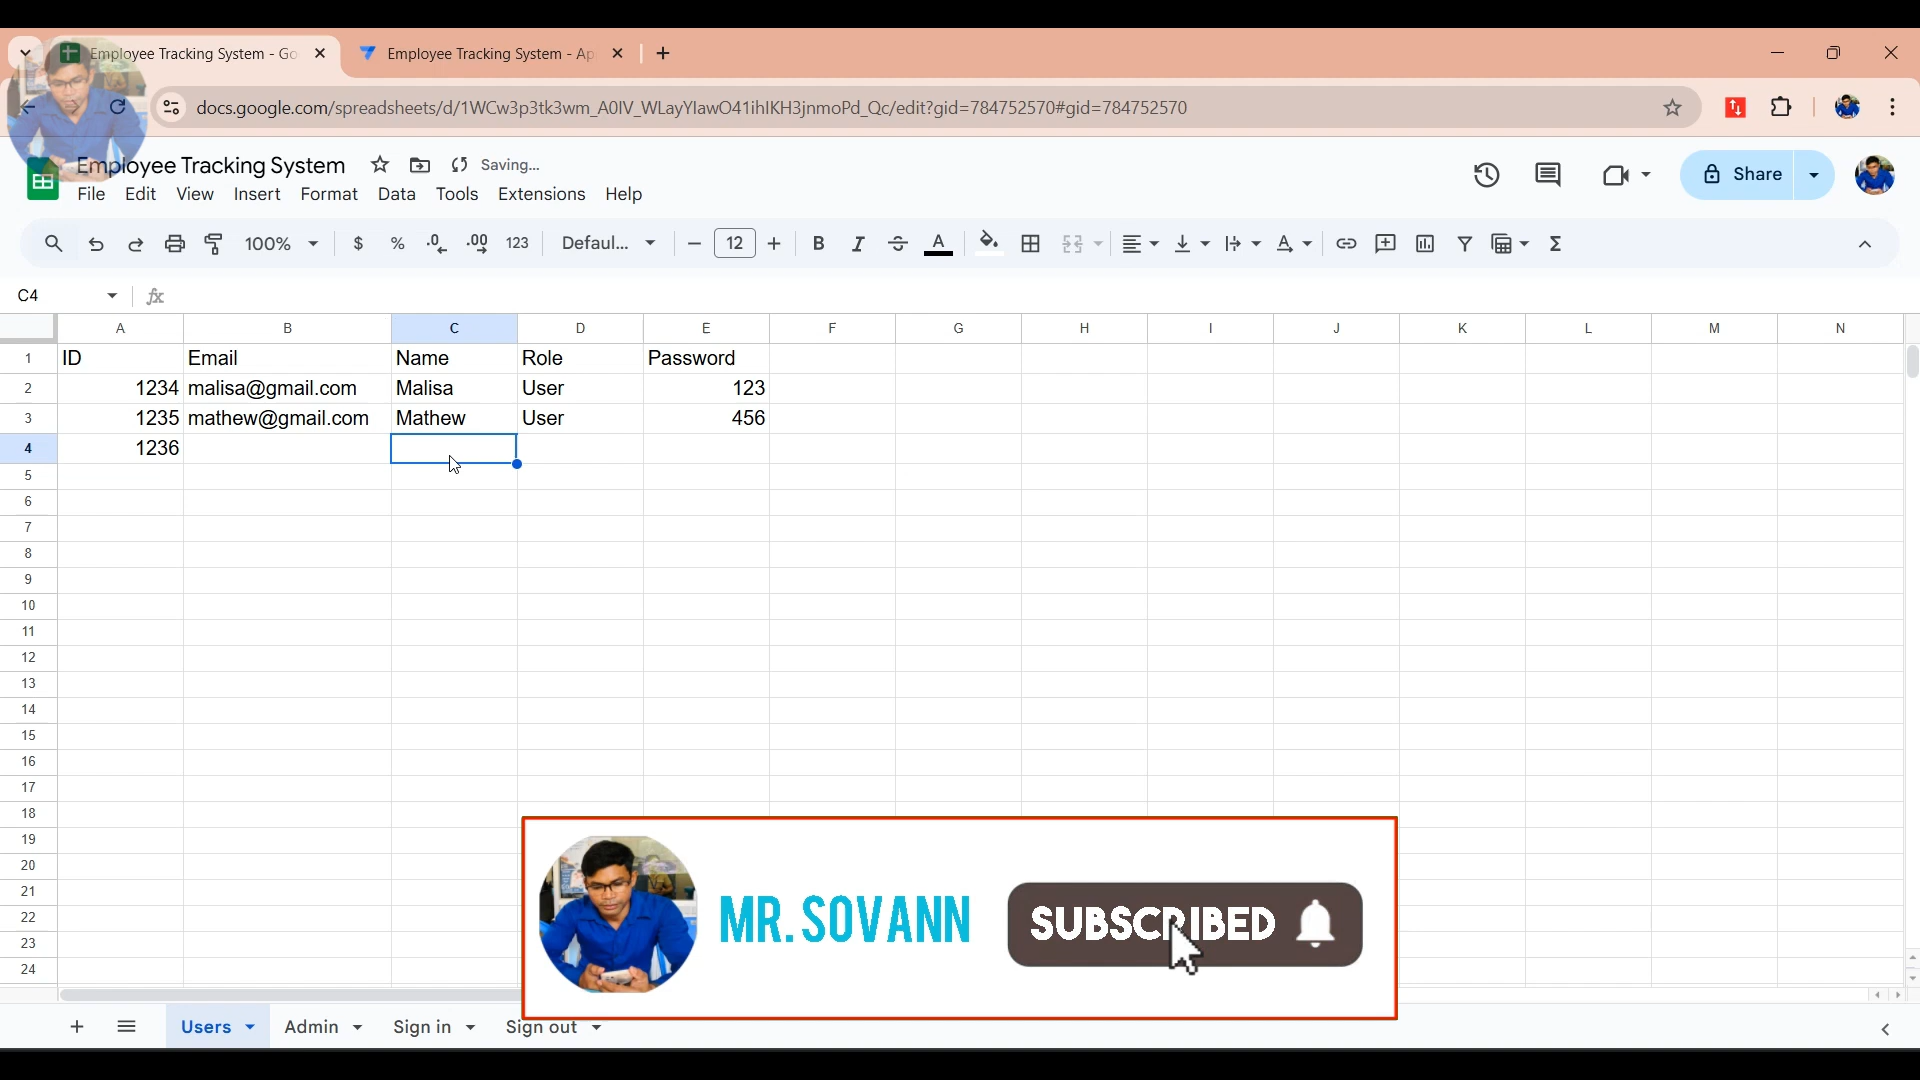 Employee Tracking System - Go
Employee Tracking System - Ap
docs.google.com/spreadsheets/d/1WCw3p3tk3wm_A0IV_WLayYlawO41ihlKH3jnmoPd_Qc/edit?gid=784752570#gid=784752570
Employee Tracking System Saving...
File Edit View Insert Format Data Tools Extensions Help
100% $ % .0 .00 123 Defaul... 12 B I A A Σ
Share
C4 fx
A B C D E F G H I J K L M N
1 ID Email Name Role Password
2 1234 malisa@gmail.com Malisa User 123
3 1235 mathew@gmail.com Mathew User 456
4 1236
5
6
7
8
9
10
11
12
13
14
15
16
17
18
19
20
21
22
23
24
MR. SOVANN SUBSCRIBED
Users Admin Sign in Sign out